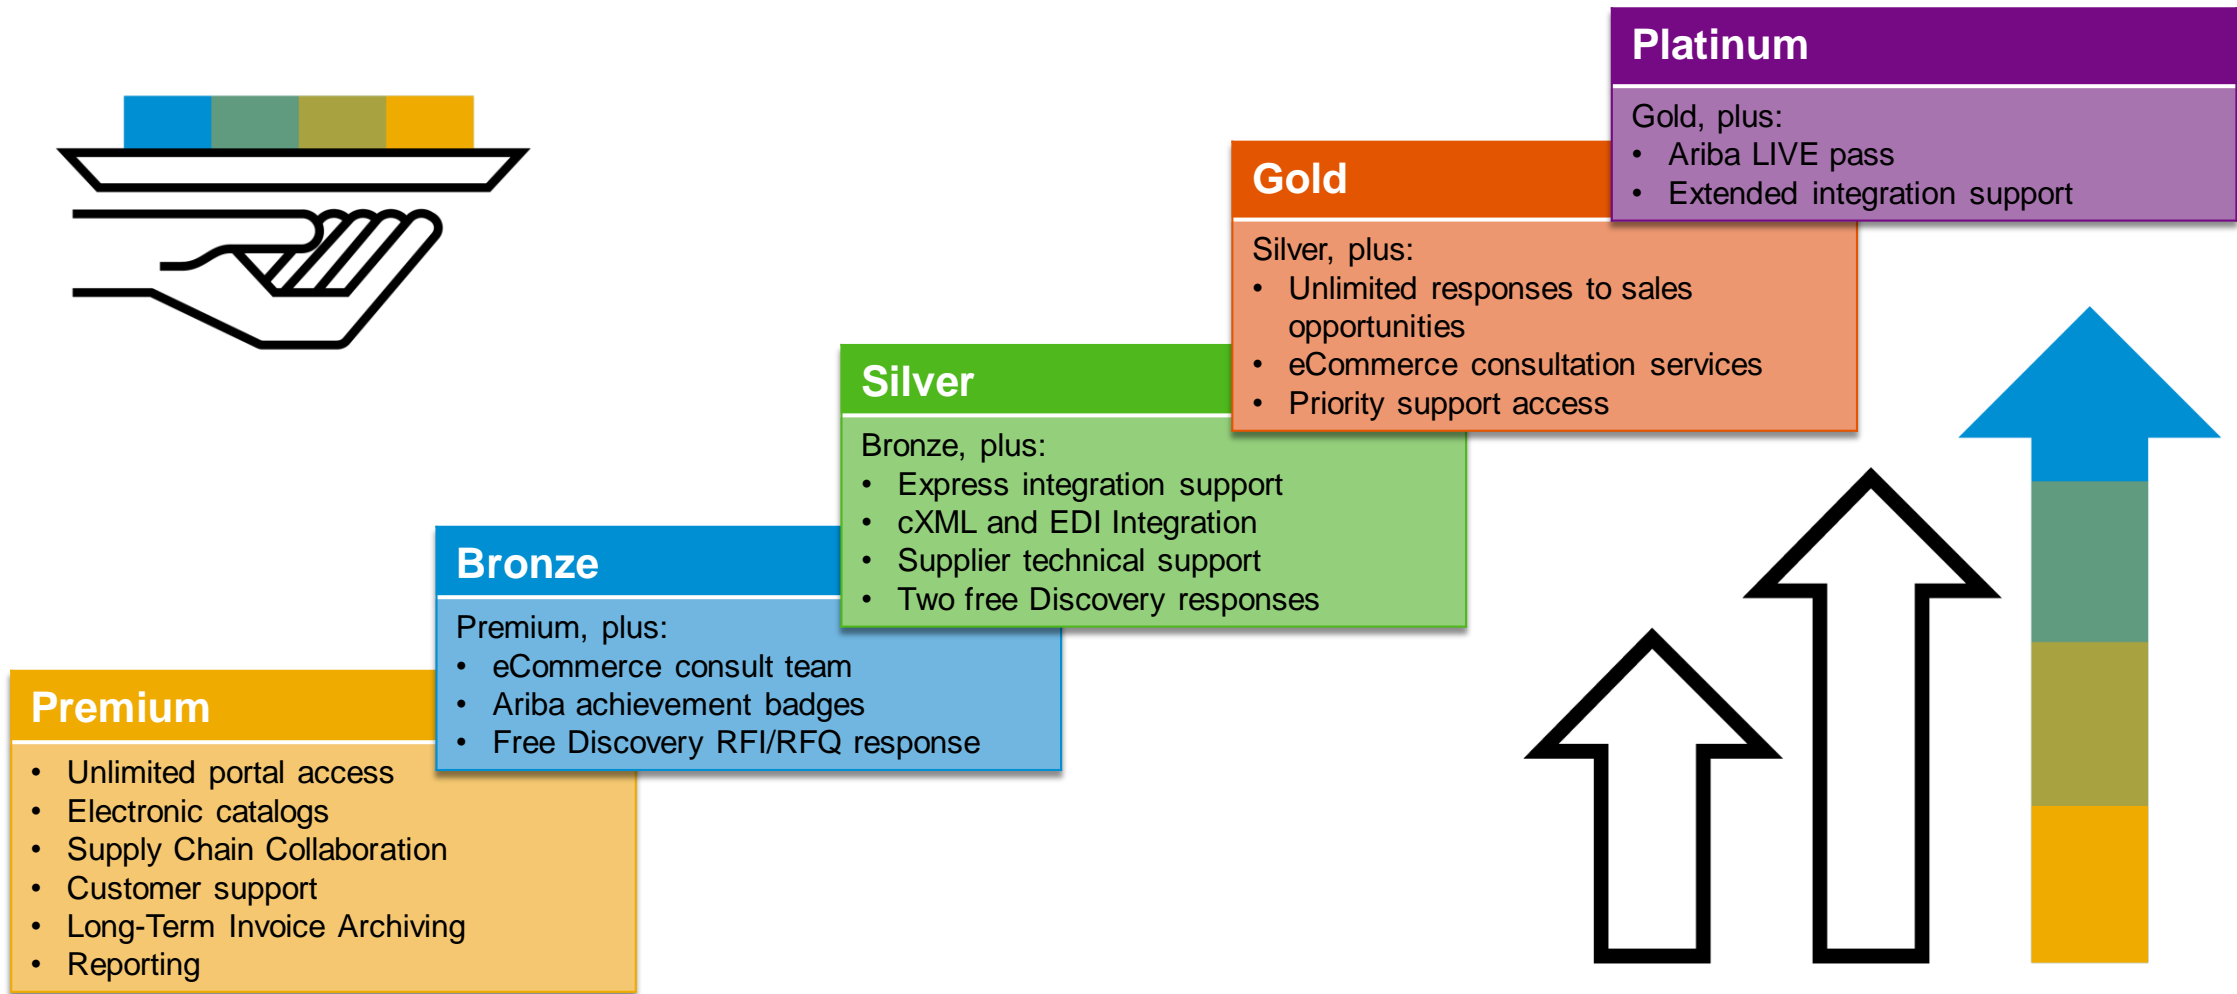 Platinum
Gold, plus:
• Ariba LIVE pass
• Extended integration support
Gold
Silver, plus:
• Unlimited responses to sales
opportunities
• eCommerce consultation services
• Priority support access
Silver
Bronze, plus:
• Express integration support
• cXML and EDI Integration
• Supplier technical support
• Two free Discovery responses
Bronze
Premium, plus:
• eCommerce consult team
• Ariba achievement badges
• Free Discovery RFI/RFQ response
Premium
• Unlimited portal access
• Electronic catalogs
• Supply Chain Collaboration
• Customer support
• Long-Term Invoice Archiving
• Reporting